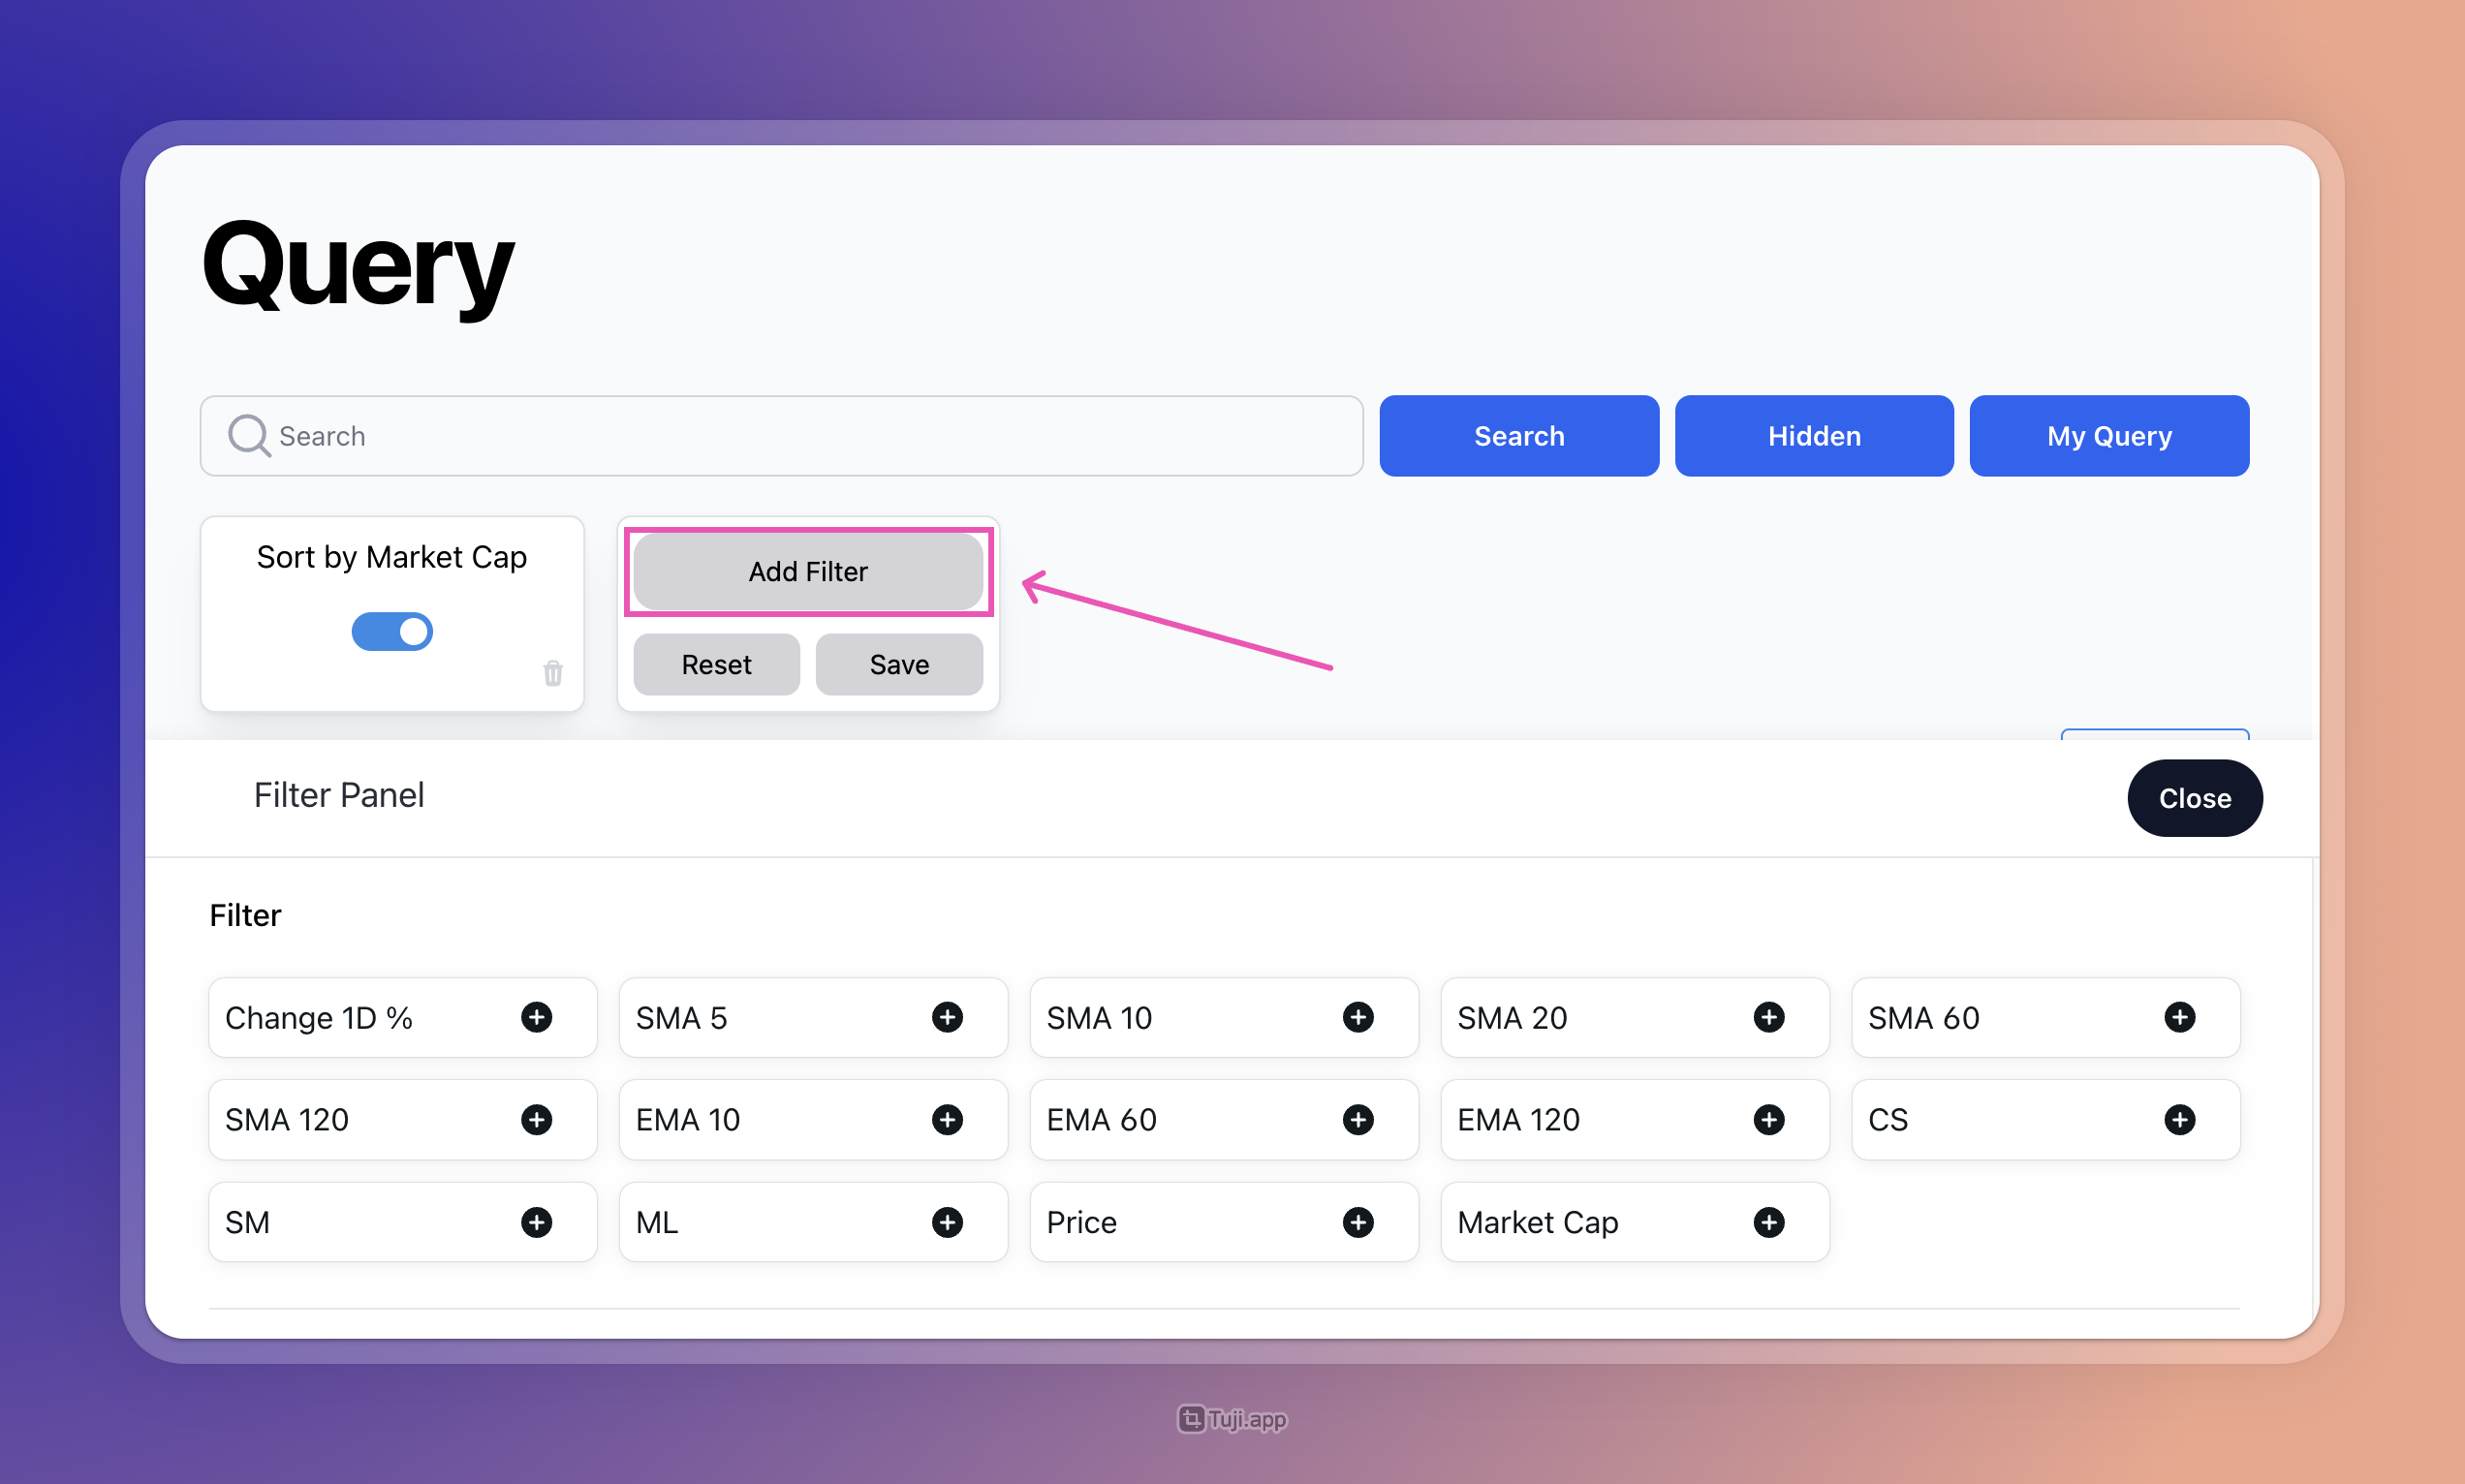 Query
Search
Search
Hidden
My Query
Sort by Market Cap
Add Filter
Reset
Save
Filter Panel
Close
Filter
Change 1D %
SMA 5
SMA 10
SMA 20
SMA 60
SMA 120
EMA 10
EMA 60
EMA 120
CS
SM
ML
Price
Market Cap
Tuji.app